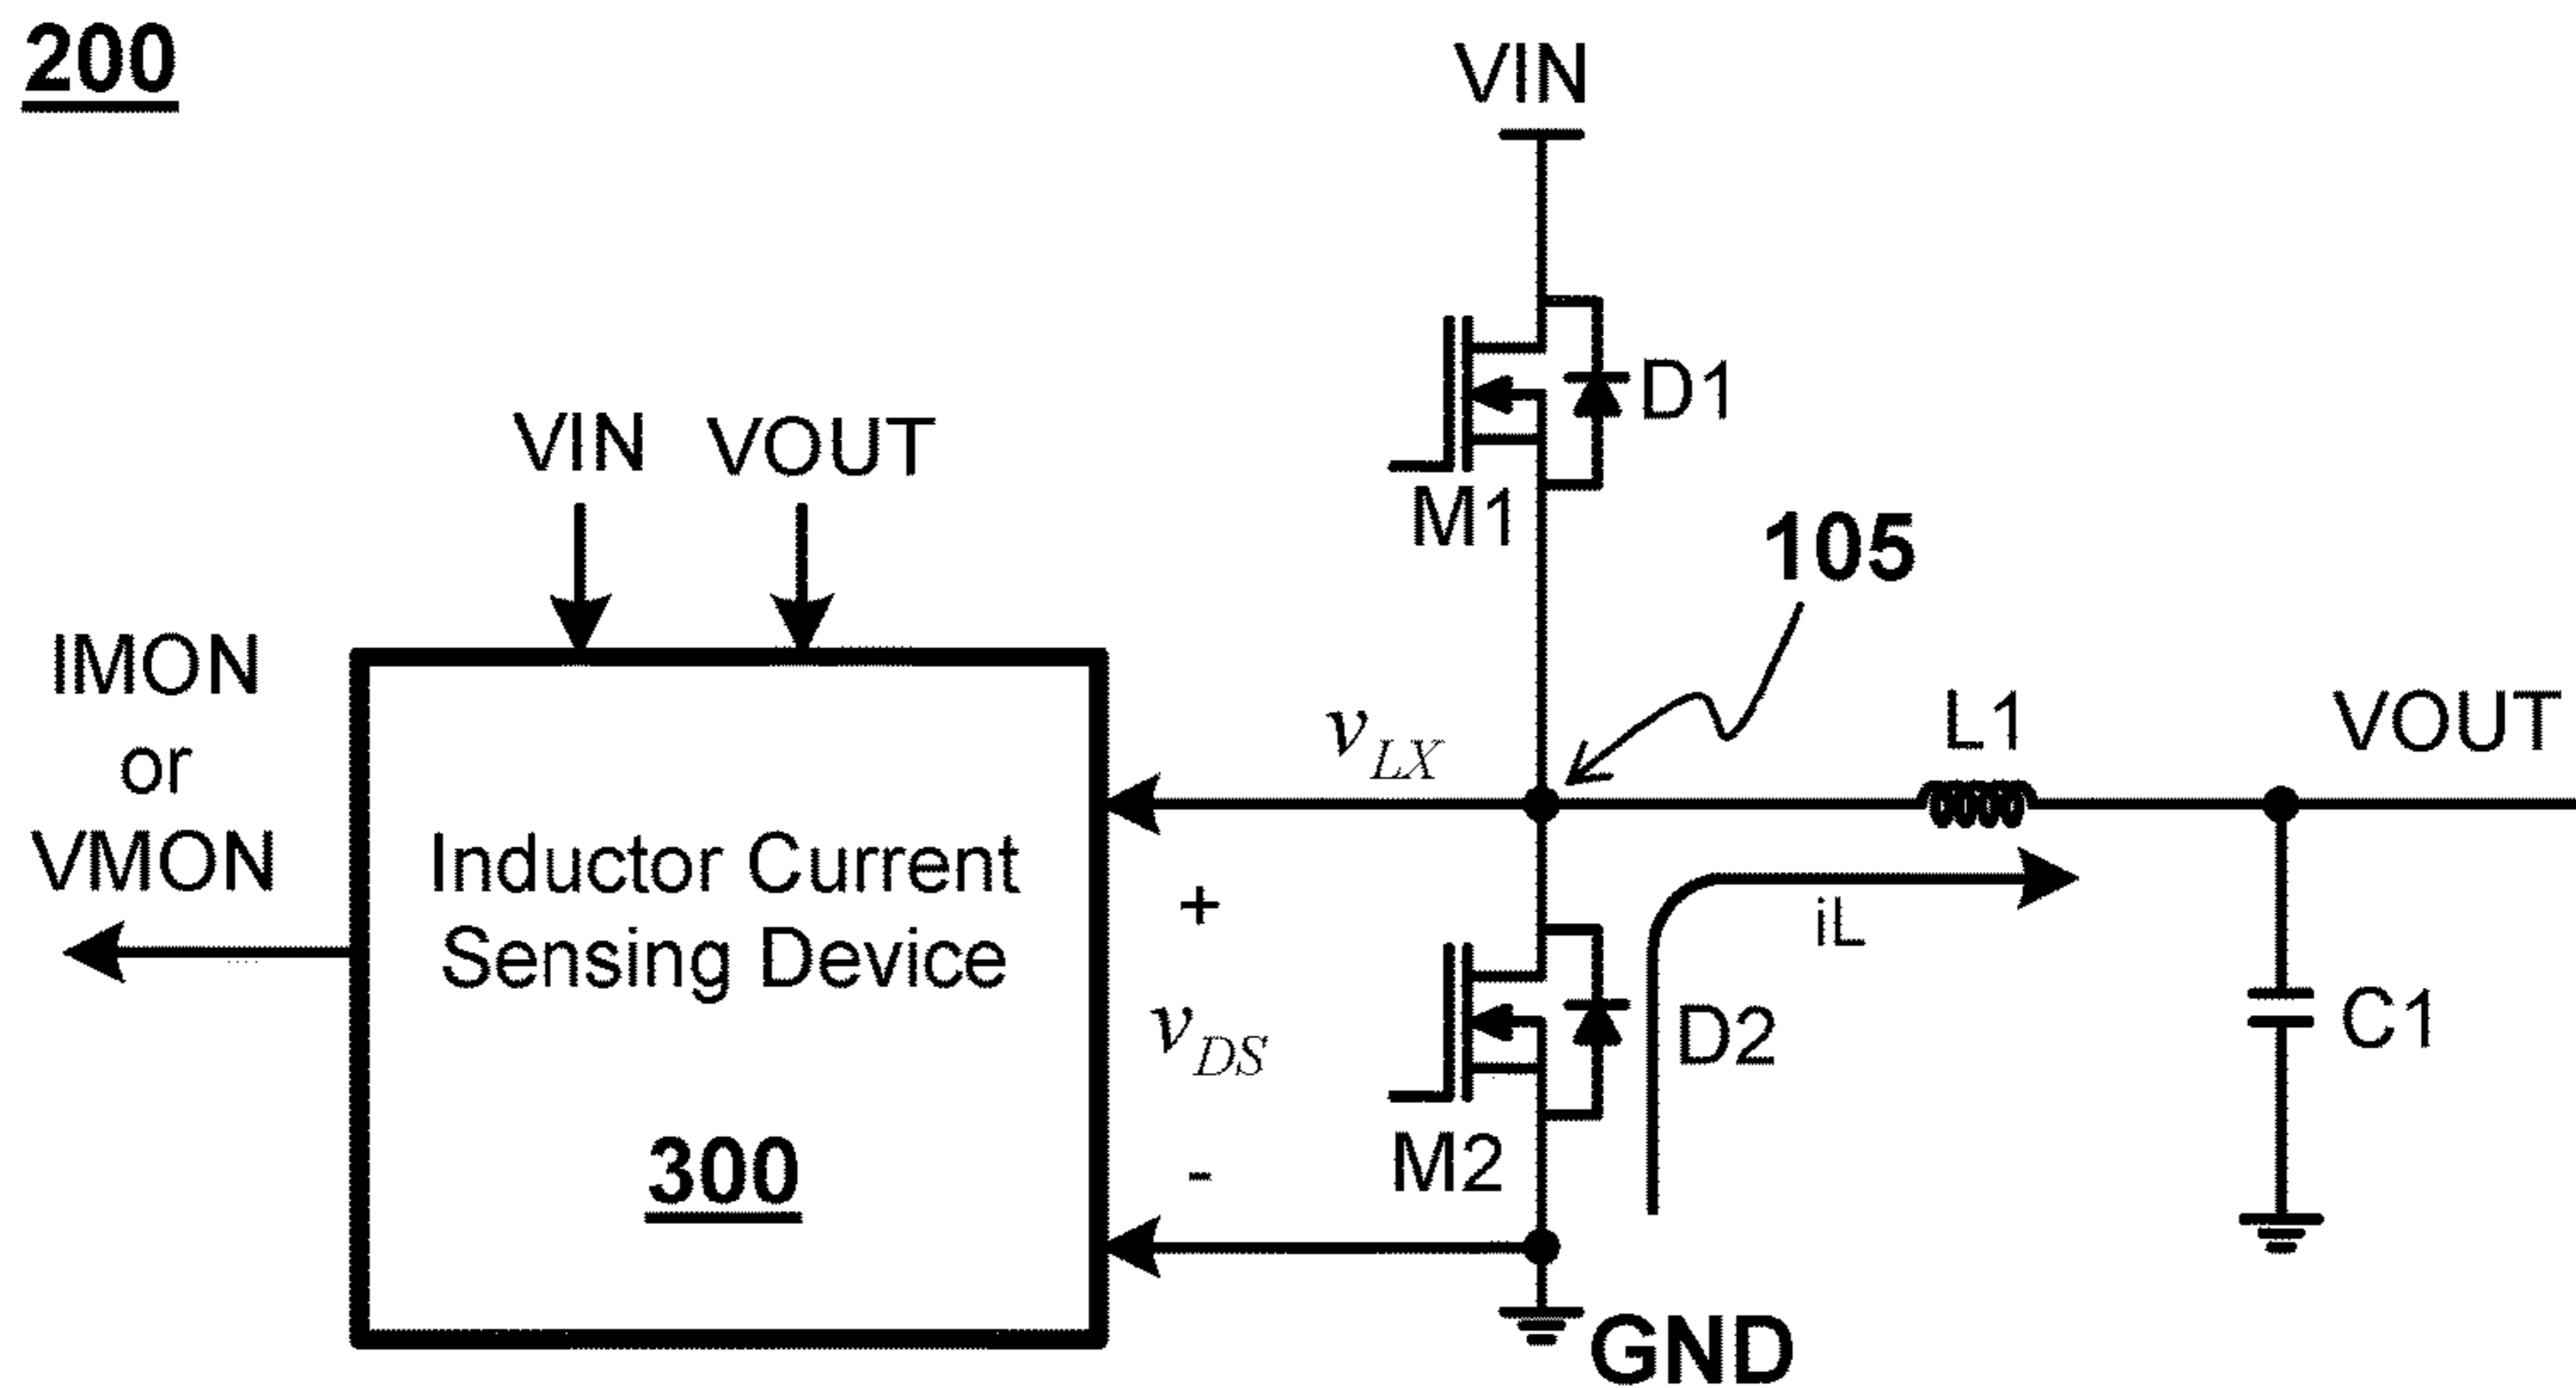 200
VIN
D1
M1
105
VIN VOUT
IMON
or
VMON
Inductor Current
Sensing Device
300
vLX
+
vDS
-
L1
VOUT
iL
D2
M2
C1
GND